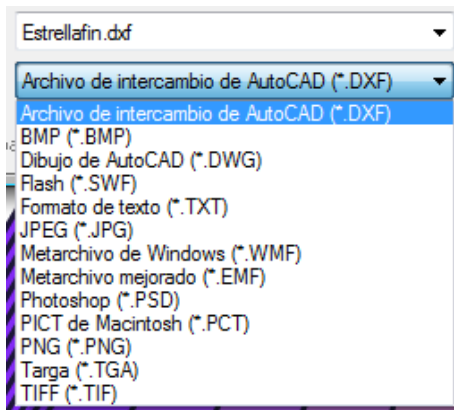 Estrellafin.dxf
Archivo de intercambio de AutoCAD (*.DXF)
Archivo de intercambio de AutoCAD (*.DXF)
BMP (*.BMP)
Dibujo de AutoCAD (*.DWG)
Flash (*.SWF)
Formato de texto (*.TXT)
JPEG (*.JPG)
Metarchivo de Windows (*.WMF)
Metarchivo mejorado (*.EMF)
Photoshop (*.PSD)
PICT de Macintosh (*.PCT)
PNG (*.PNG)
Targa (*.TGA)
TIFF (*.TIF)